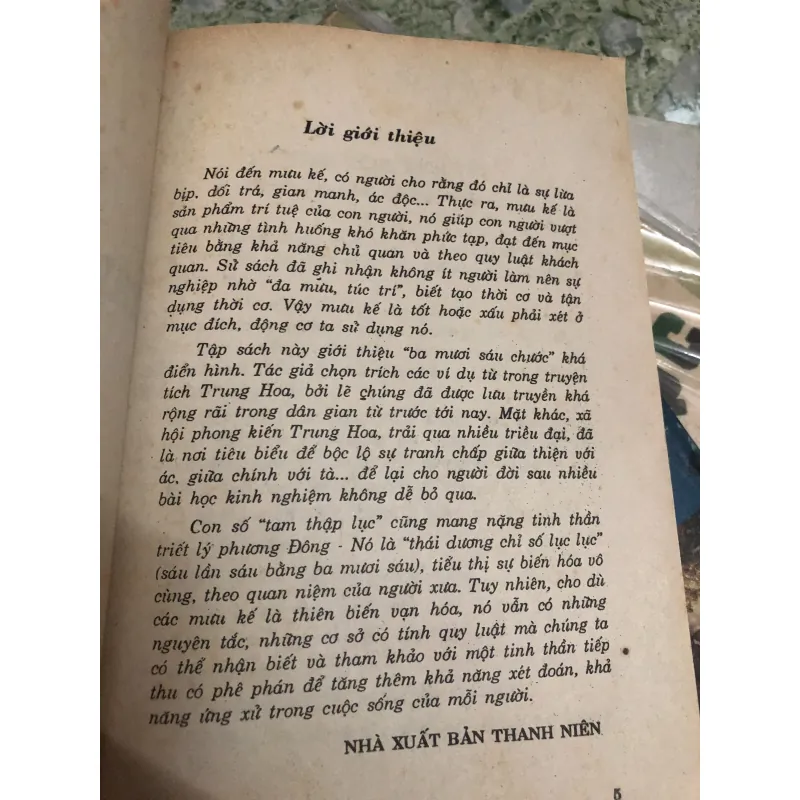 Lời giới thiệu
Nói đến mưu kế, có người cho rằng đó chỉ là sự lừa
bịp, dối trá, gian manh, ác độc... Thực ra, mưu kế là
sản phẩm trí tuệ của con người, nó giúp con người vượt
qua những tình huống khó khăn phức tạp, đạt đến mục
tiêu bằng khả năng chủ quan và theo quy luật khách
quan. Sử sách đã ghi nhận không ít người làm nên sự
nghiệp nhờ "đa mưu, túc trí", biết tạo thời cơ và tận
dụng thời cơ. Vậy mưu kế là tốt hoặc xấu phải xét ở
mục đích, động cơ ta sử dụng nó.
Tập sách này giới thiệu "ba mươi sáu chước" khá
điển hình. Tác giả chọn trích các ví dụ từ trong truyện
tích Trung Hoa, bởi lẽ chúng đã được lưu truyền khá
rộng rãi trong dân gian từ trước tới nay. Mặt khác, xã
hội phong kiến Trung Hoa, trải qua nhiều triều đại, đã
là nơi tiêu biểu để bộc lộ sự tranh chấp giữa thiện với
ác, giữa chính với tà... để lại cho người đời sau nhiều
bài học kinh nghiệm không dễ bỏ qua.
Con số "tam thập lục" cũng mang nặng tinh thần
triết lý phương Đông - Nó là "thái dương chỉ số lục lục"
(sáu lần sáu bằng ba mươi sáu), tiểu thị sự biến hóa vô
cùng, theo quan niệm của người xưa. Tuy nhiên, cho dù
các mưu kế là thiên biến vạn hóa, nó vẫn có những
nguyên tắc, những cơ sở có tính quy luật mà chúng ta
có thể nhận biết và tham khảo với một tinh thần tiếp
thu có phê phán để tăng thêm khả năng xét đoán, khả
năng ứng xử trong cuộc sống của mỗi người.
NHÀ XUẤT BẢN THANH NIÊN
5